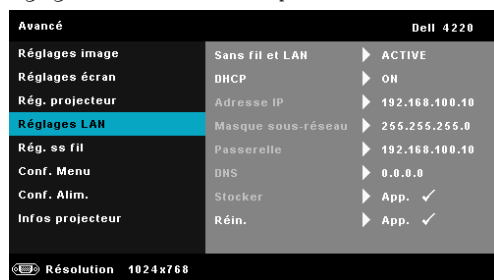 Avancé Dell 4220
Réglages image Sans fil et LAN ACTIVE
Réglages écran DHCP ON
Rég. projecteur Adresse IP 192.168.100.10
Réglages LAN Masque sous-réseau 255.255.255.0
Rég. ss fil Passerelle 192.168.100.10
Conf. Menu DNS 0.0.0.0
Conf. Alim. Stocker App. ✓
Infos projecteur Réin. App. ✓
Résolution 1024x768